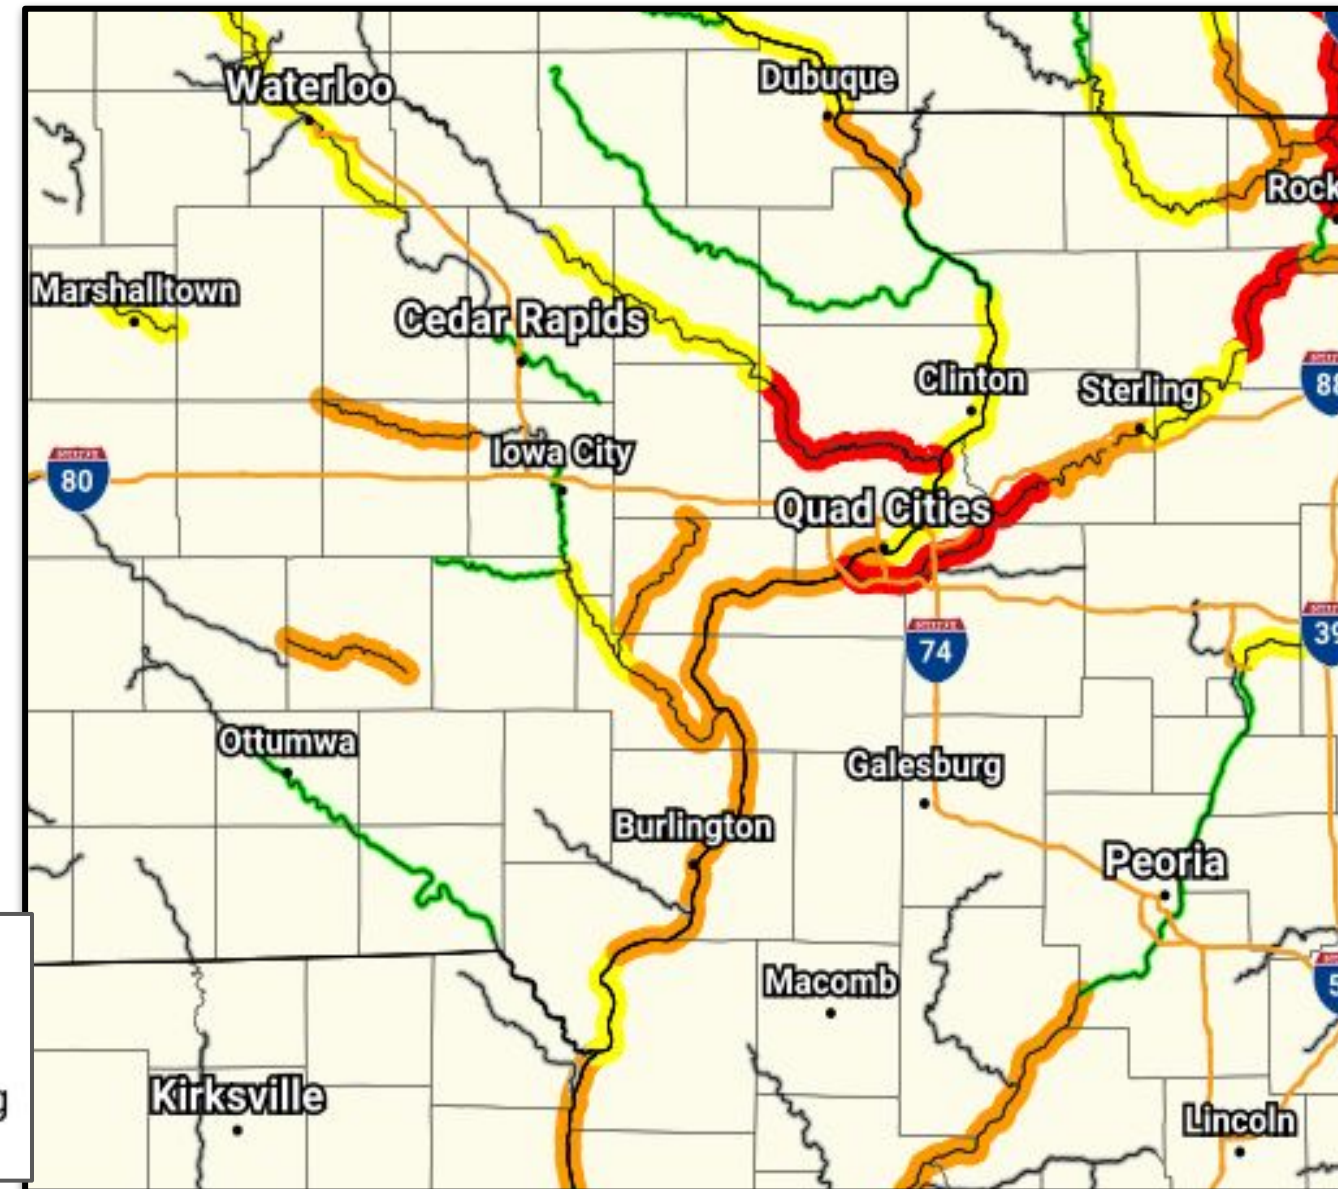 Waterloo
Dubuque
Rock
Marshalltown
Cedar Rapids
Clinton
Sterling
88
Iowa City
80
Quad Cities
74
39
Ottumwa
Galesburg
Burlington
Peoria
Macomb
5
Kirksville
g
Lincoln